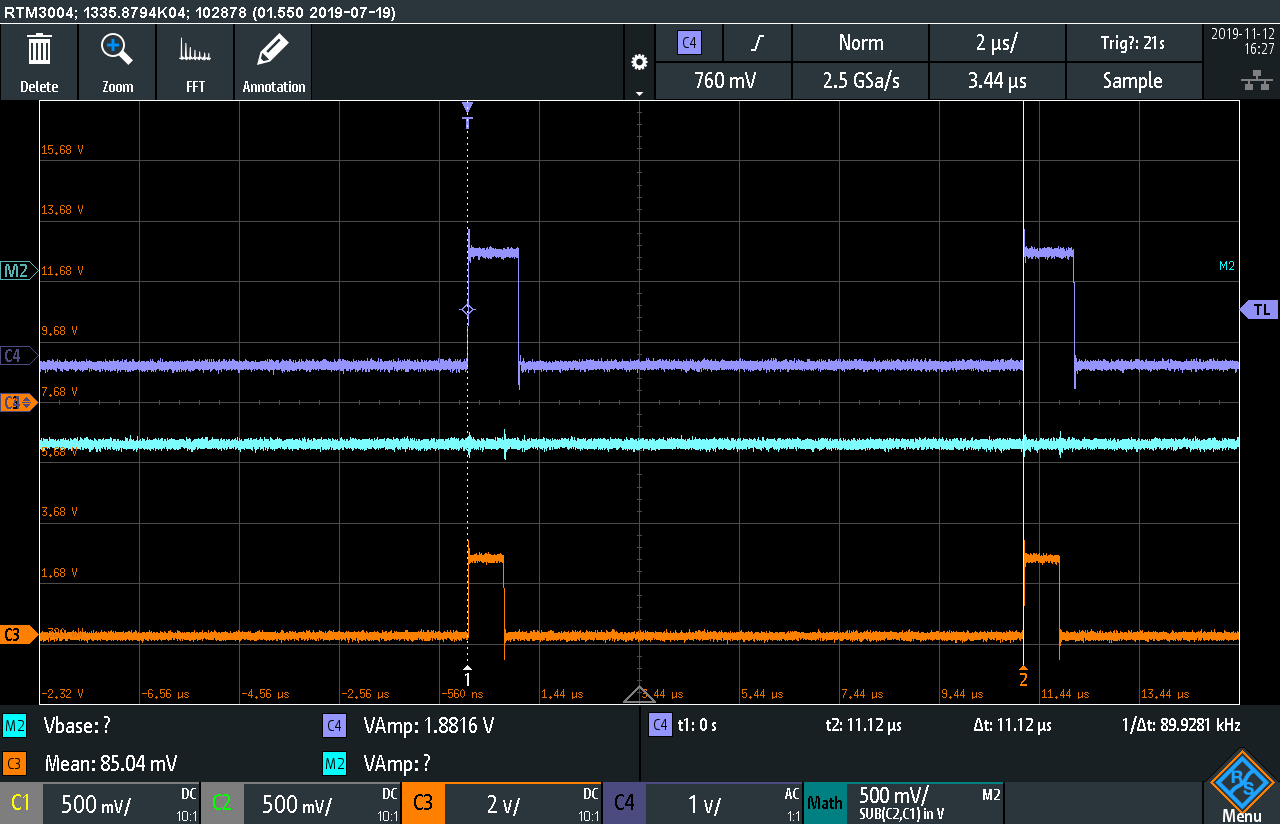 RTM3004; 1335.8794K04; 102878 (01.550 2019-07-19)
Delete
Zoom
FFT
Annotation
C4
Norm
2 µs/
Trig?: 21s
2019-11-12
16:27
760 mV
2.5 GSa/s
3.44 µs
Sample
T
15,68 V
13,68 V
M2
11,68 V
M2
TL
9,68 V
C4
7,68 V
C3
5,68 V
3,68 V
1,68 V
C3
1
2
-2,32 V
-6,56 µs
-4,56 µs
-2,56 µs
-560 ns
1,44 µs
3,44 µs
5,44 µs
7,44 µs
9,44 µs
11,44 µs
13,44 µs
M2 Vbase: ?
C4 VAmp: 1.8816 V
C4 t1: 0 s
t2: 11.12 µs
Δt: 11.12 µs
1/Δt: 89.9281 kHz
C3 Mean: 85.04 mV
M2 VAmp: ?
C1 500 mV/ DC 10:1
C2 500 mV/ DC 10:1
C3 2 V/ DC 10:1
C4 1 V/ AC 1:1
Math 500 mV/ M2
SUB(C2,C1) in V
R S
Menu